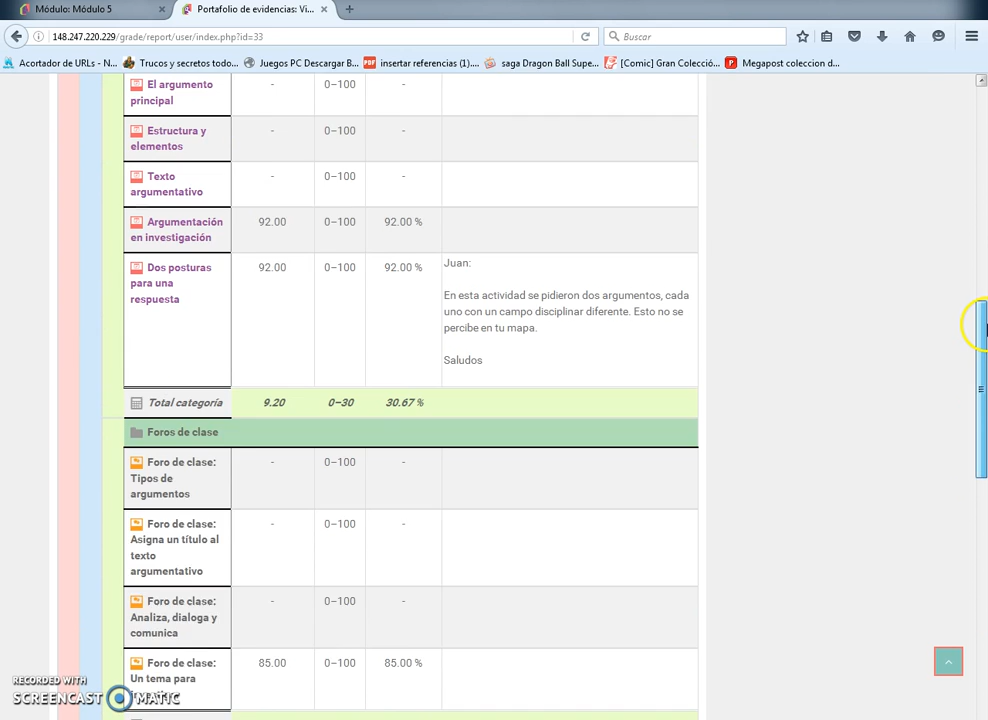 Módulo: Módulo 5
Portafolio de evidencias: Vi...
148.247.220.229/grade/report/user/index.php?id=33
Buscar
Acortador de URLs - N...
Trucos y secretos todo...
Juegos PC Descargar B...
insertar referencias (1)....
saga Dragon Ball Supe...
[Comic] Gran Colecció...
Megapost coleccion d...
El argumento
principal
- 0–100 -
Estructura y
elementos
- 0–100 -
Texto
argumentativo
- 0–100 -
Argumentación
en investigación
92.00 0–100 92.00 %
Dos posturas
para una
respuesta
92.00 0–100 92.00 %
Juan:
En esta actividad se pidieron dos argumentos, cada
uno con un campo disciplinar diferente. Esto no se
percibe en tu mapa.
Saludos
Total categoría 9.20 0–30 30.67 %
Foros de clase
Foro de clase:
Tipos de
argumentos
- 0–100 -
Foro de clase:
Asigna un título al
texto
argumentativo
- 0–100 -
Foro de clase:
Analiza, dialoga y
comunica
- 0–100 -
Foro de clase:
Un tema para
85.00 0–100 85.00 %
RECORDED WITH
SCREENCAST MATIC